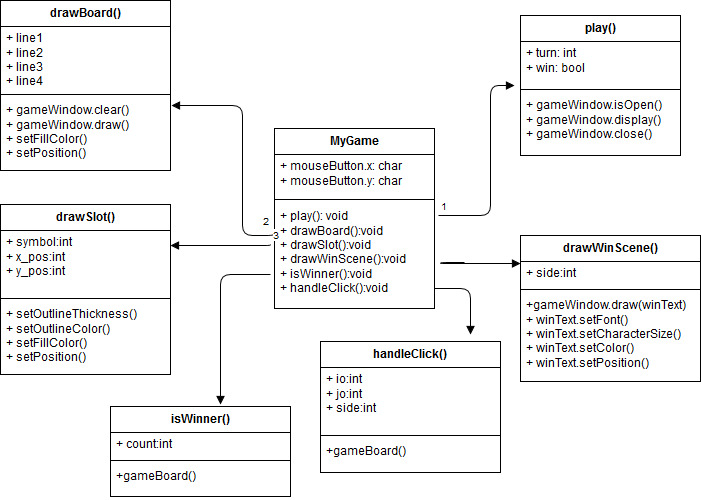 drawBoard()
+ line1
+ line2
+ line3
+ line4
+ gameWindow.clear()
+ gameWindow.draw()
+ setFillColor()
+ setPosition()
play()
+ turn: int
+ win: bool
+ gameWindow.isOpen()
+ gameWindow.display()
+ gameWindow.close()
MyGame
+ mouseButton.x: char
+ mouseButton.y: char
+ play(): void
+ drawBoard():void
+ drawSlot():void
+ drawWinScene():void
+ isWinner():void
+ handleClick():void
1
2
3
drawSlot()
+ symbol:int
+ x_pos:int
+ y_pos:int
+ setOutlineThickness()
+ setOutlineColor()
+ setFillColor()
+ setPosition()
drawWinScene()
+ side:int
+gameWindow.draw(winText)
+ winText.setFont()
+ winText.setCharacterSize()
+ winText.setColor()
+ winText.setPosition()
handleClick()
+ io:int
+ jo:int
+ side:int
+gameBoard()
isWinner()
+ count:int
+gameBoard()